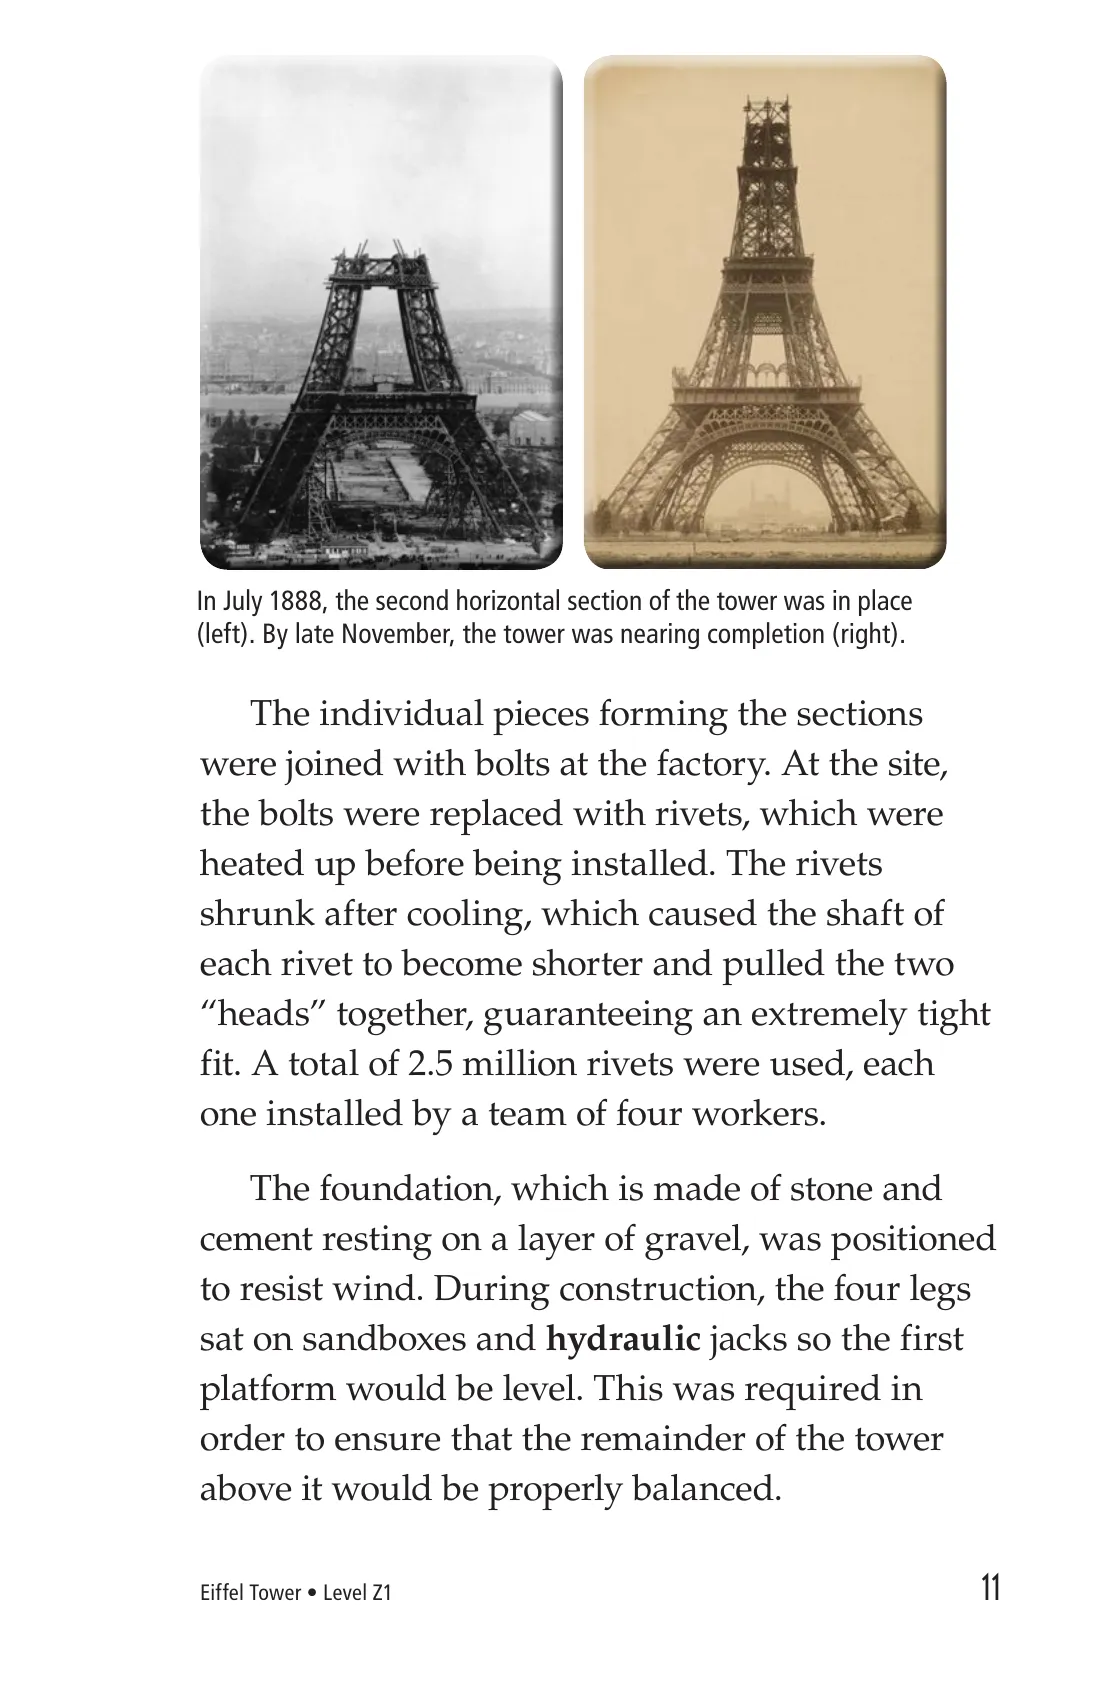 In July 1888, the second horizontal section of the tower was in place
(left). By late November, the tower was nearing completion (right).
The individual pieces forming the sections
were joined with bolts at the factory. At the site,
the bolts were replaced with rivets, which were
heated up before being installed. The rivets
shrunk after cooling, which caused the shaft of
each rivet to become shorter and pulled the two
“heads” together, guaranteeing an extremely tight
fit. A total of 2.5 million rivets were used, each
one installed by a team of four workers.
The foundation, which is made of stone and
cement resting on a layer of gravel, was positioned
to resist wind. During construction, the four legs
sat on sandboxes and hydraulic jacks so the first
platform would be level. This was required in
order to ensure that the remainder of the tower
above it would be properly balanced.
Eiffel Tower • Level Z1
11